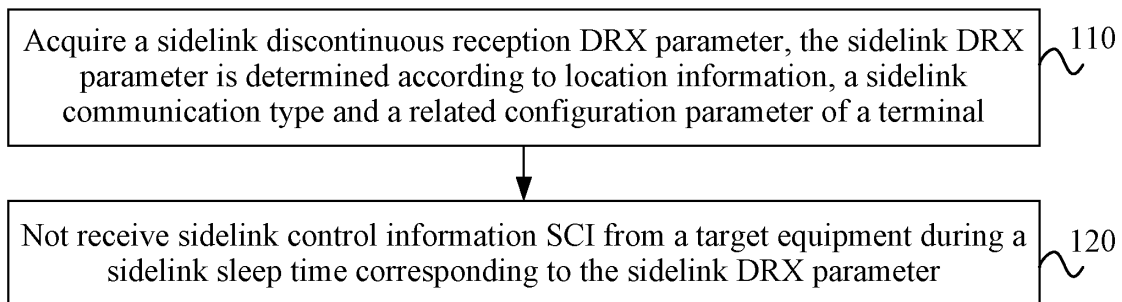 Acquire a sidelink discontinuous reception DRX parameter, the sidelink DRX
parameter is determined according to location information, a sidelink
communication type and a related configuration parameter of a terminal
110
Not receive sidelink control information SCI from a target equipment during a
sidelink sleep time corresponding to the sidelink DRX parameter
120